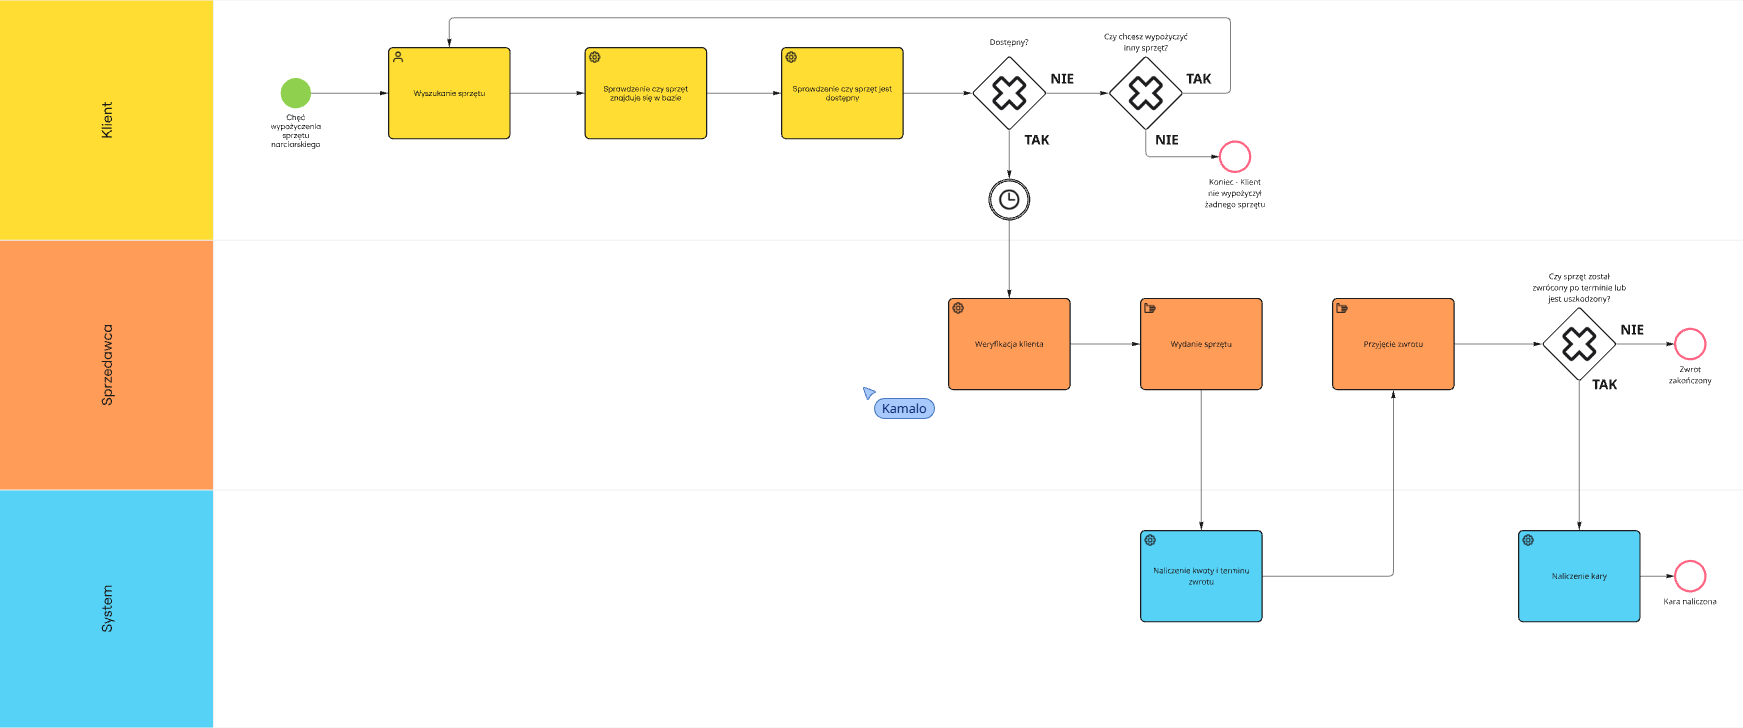 Klient
Chęć
wypożyczenia
sprzętu
narciarskiego
Wyszukanie sprzętu
Sprawdzenie czy sprzęt
znajduje się w bazie
Sprawdzenie czy sprzęt jest
dostępny
Dostępny?
NIE
TAK
Czy chcesz wypożyczyć
inny sprzęt?
TAK
NIE
Koniec - Klient
nie wypożyczył
żadnego sprzętu
Sprzedawca
Weryfikacja klienta
Wydanie sprzętu
Przyjęcie zwrotu
Czy sprzęt został
zwrócony po terminie lub
jest uszkodzony?
NIE
TAK
Zwrot
zakończony
Kamalo
System
Naliczenie kwoty i terminu
zwrotu
Naliczenie kary
Kara naliczona